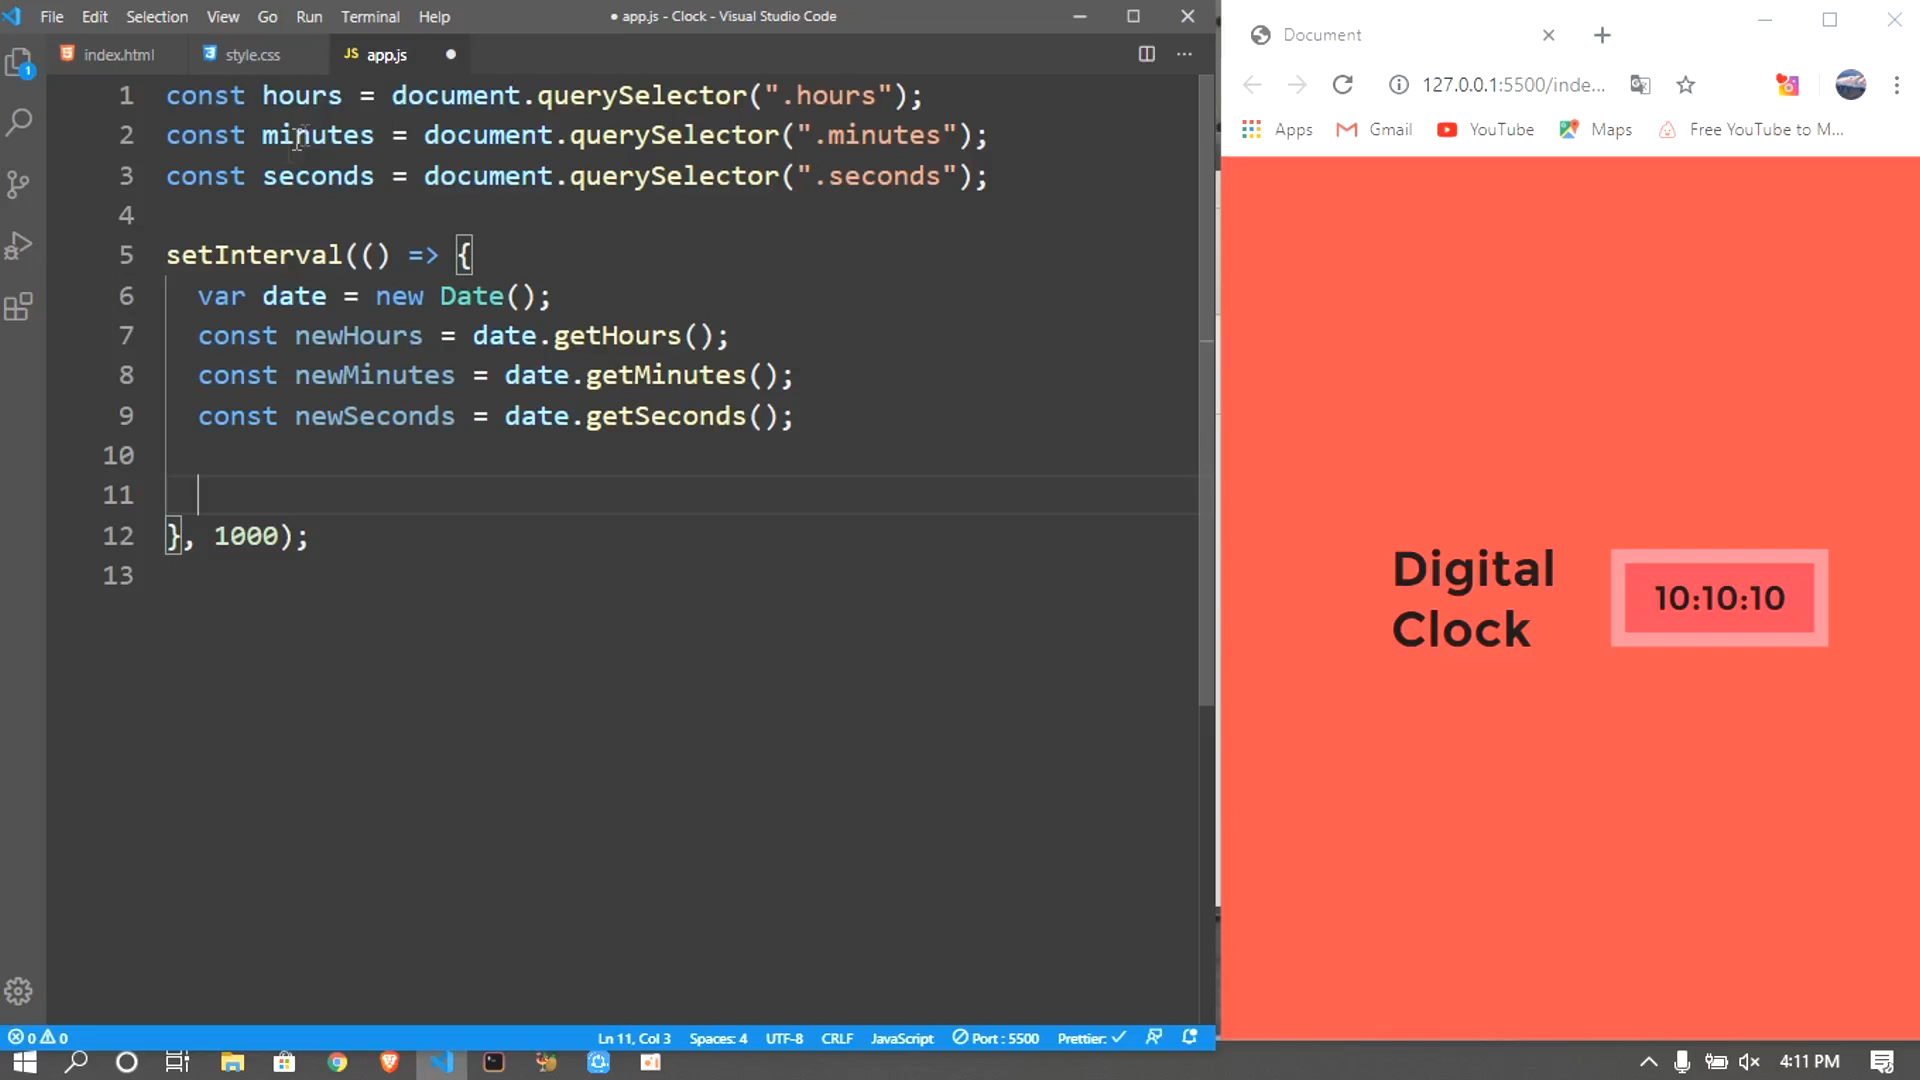 File Edit Selection View Go Run Terminal Help
● app.js - Clock - Visual Studio Code
index.html
style.css
JS app.js
1 const hours = document.querySelector(".hours");
2 const minutes = document.querySelector(".minutes");
3 const seconds = document.querySelector(".seconds");
4
5 setInterval(() => {
6 var date = new Date();
7 const newHours = date.getHours();
8 const newMinutes = date.getMinutes();
9 const newSeconds = date.getSeconds();
10
11
12 }, 1000);
13
1
0 0
Ln 11, Col 3 Spaces: 4 UTF-8 CRLF JavaScript Port : 5500 Prettier: ✓
Document
127.0.0.1:5500/inde...
Apps Gmail YouTube Maps Free YouTube to M...
Digital
Clock
10:10:10
4:11 PM